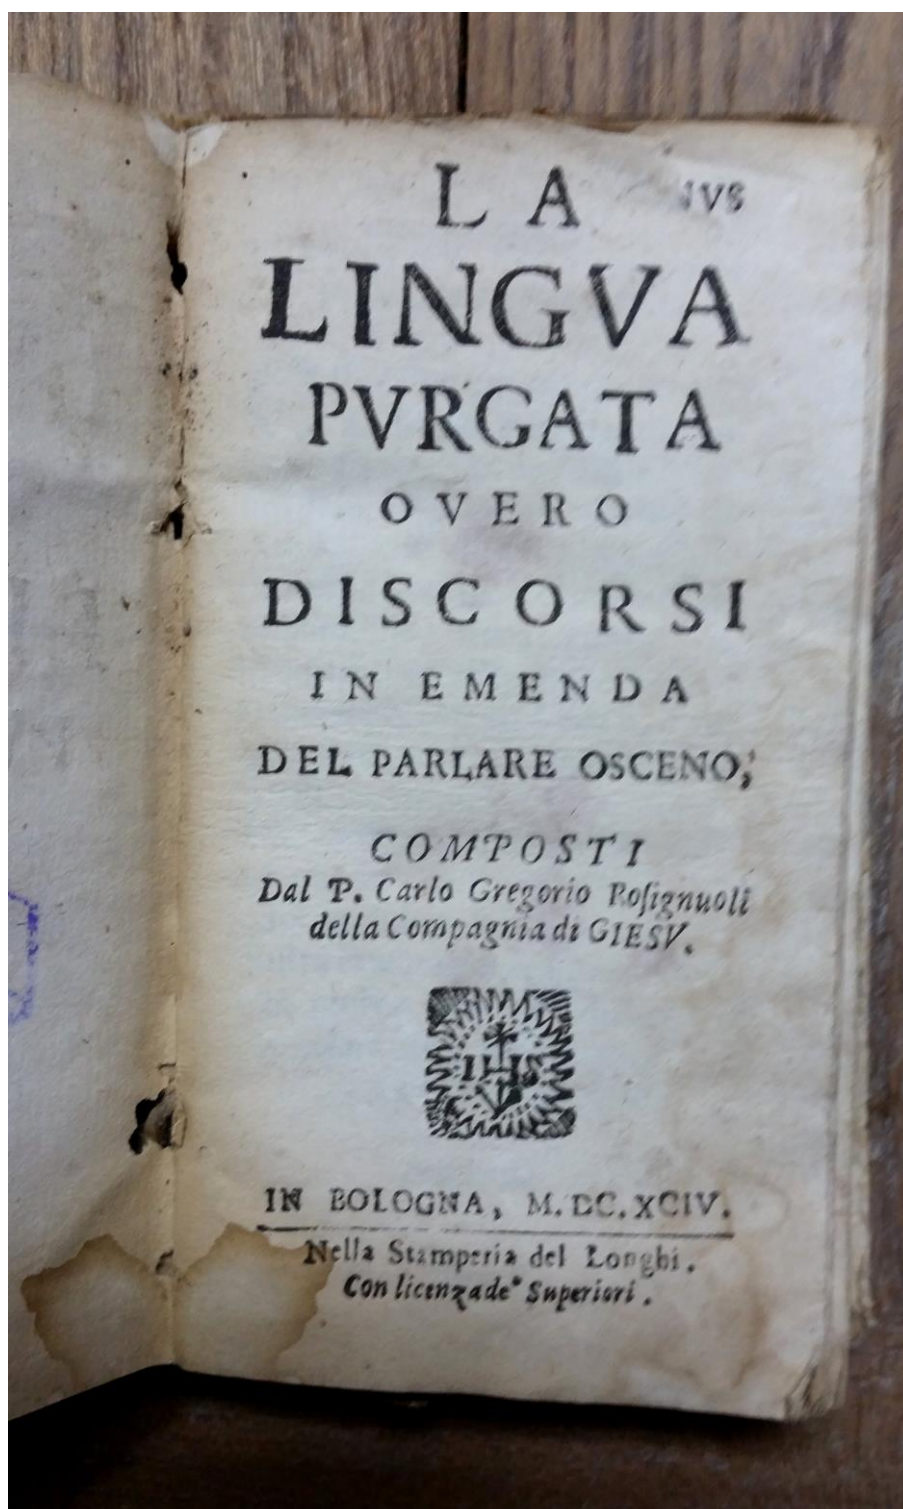 LA
LINGVA
PVRGATA
OVERO
DISCORSI
IN EMENDA
DEL PARLARE OSCENO,
COMPOSTI
Dal P. Carlo Gregorio Roſignuoli
della Compagnia di GIESV.
IHS
IN BOLOGNA, M.DC.XCIV.
Nella Stamperia del Longhi.
Con licenza de' Superiori.